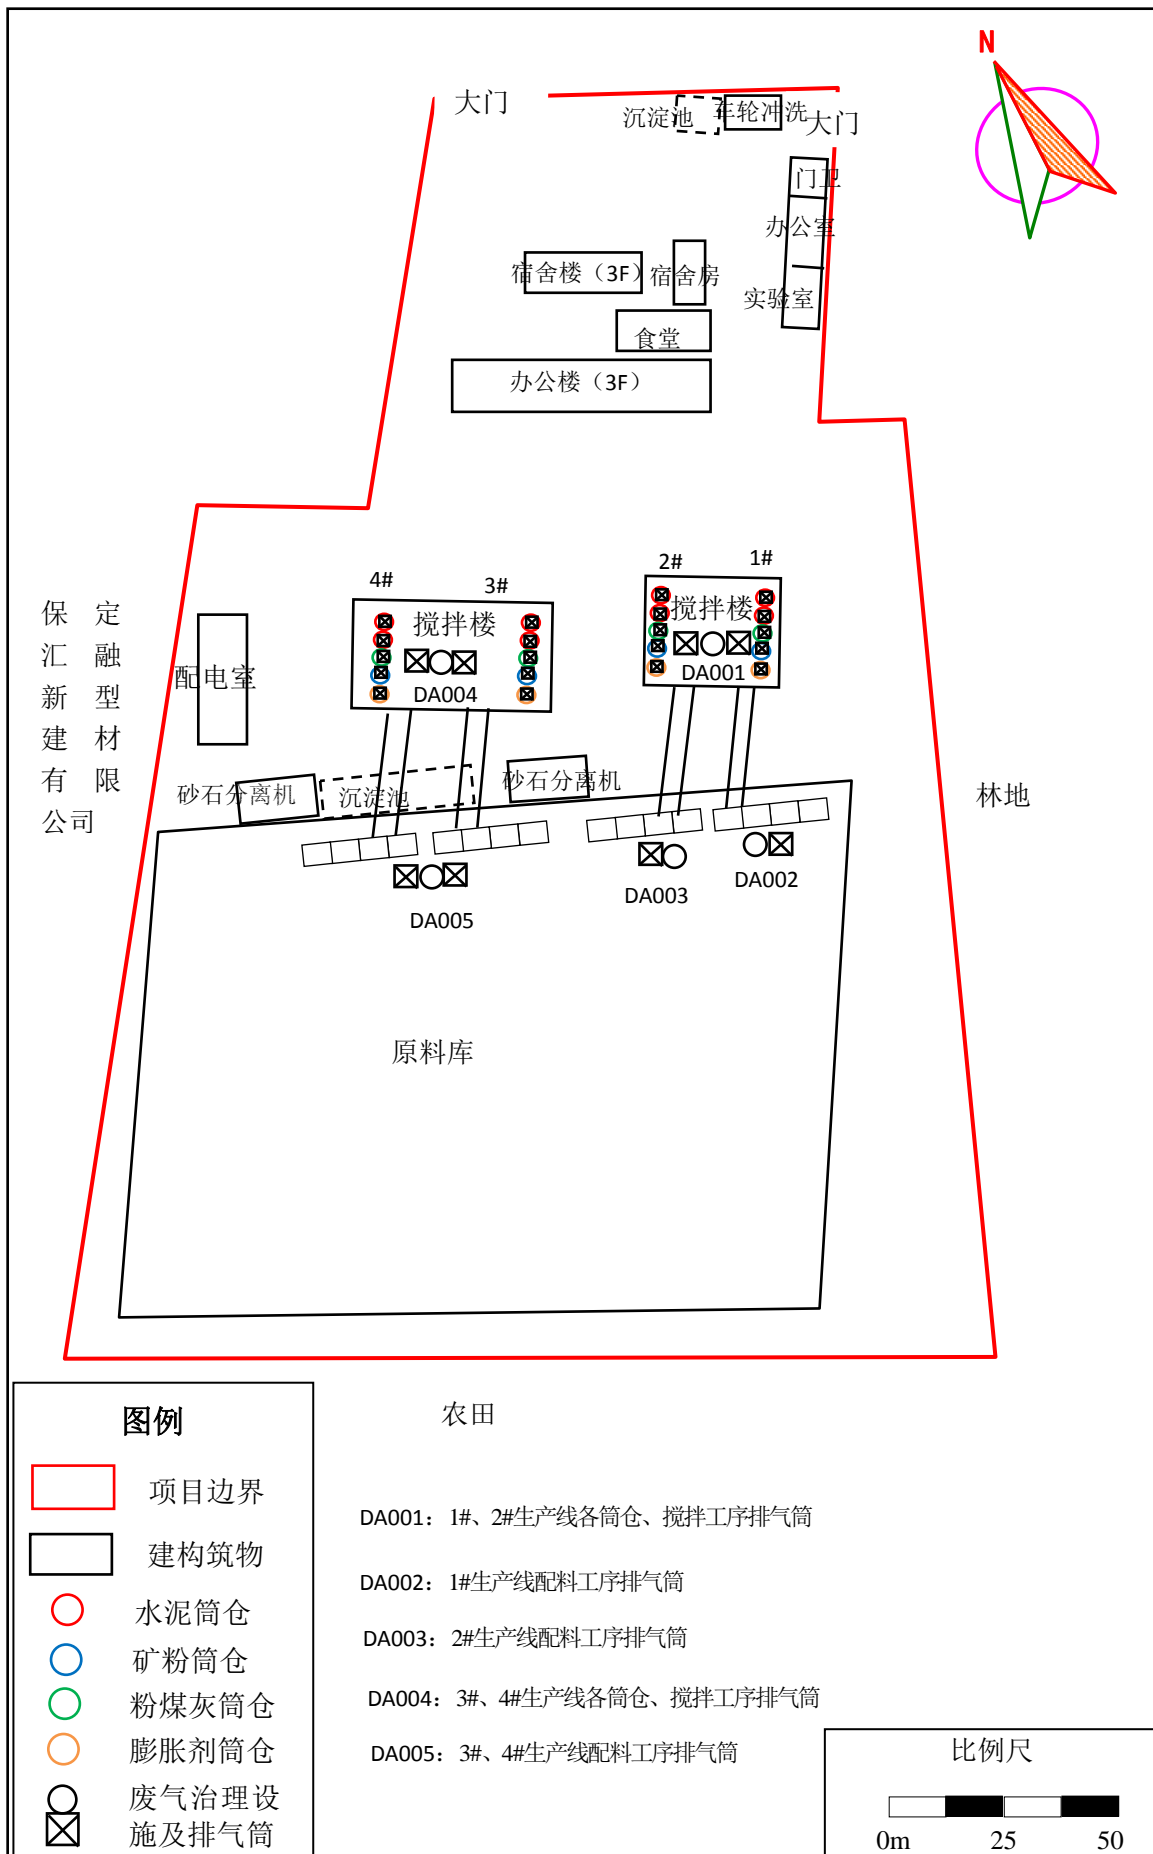 N
大门
沉淀池
车轮冲洗
大门
门卫
办公室
宿舍楼（3F）
宿舍房
实验室
食堂
办公楼（3F）
4#
3#
2#
1#
搅拌楼
搅拌楼
DA004
DA001
保定
汇融
新型
建材
有限
公司
配电室
砂石分离机
沉淀池
砂石分离机
林地
DA005
DA003
DA002
原料库
农田
图例
项目边界
建构筑物
水泥筒仓
矿粉筒仓
粉煤灰筒仓
膨胀剂筒仓
废气治理设
施及排气筒
DA001：1#、2#生产线各筒仓、搅拌工序排气筒
DA002：1#生产线配料工序排气筒
DA003：2#生产线配料工序排气筒
DA004：3#、4#生产线各筒仓、搅拌工序排气筒
DA005：3#、4#生产线配料工序排气筒
比例尺
0m 25 50